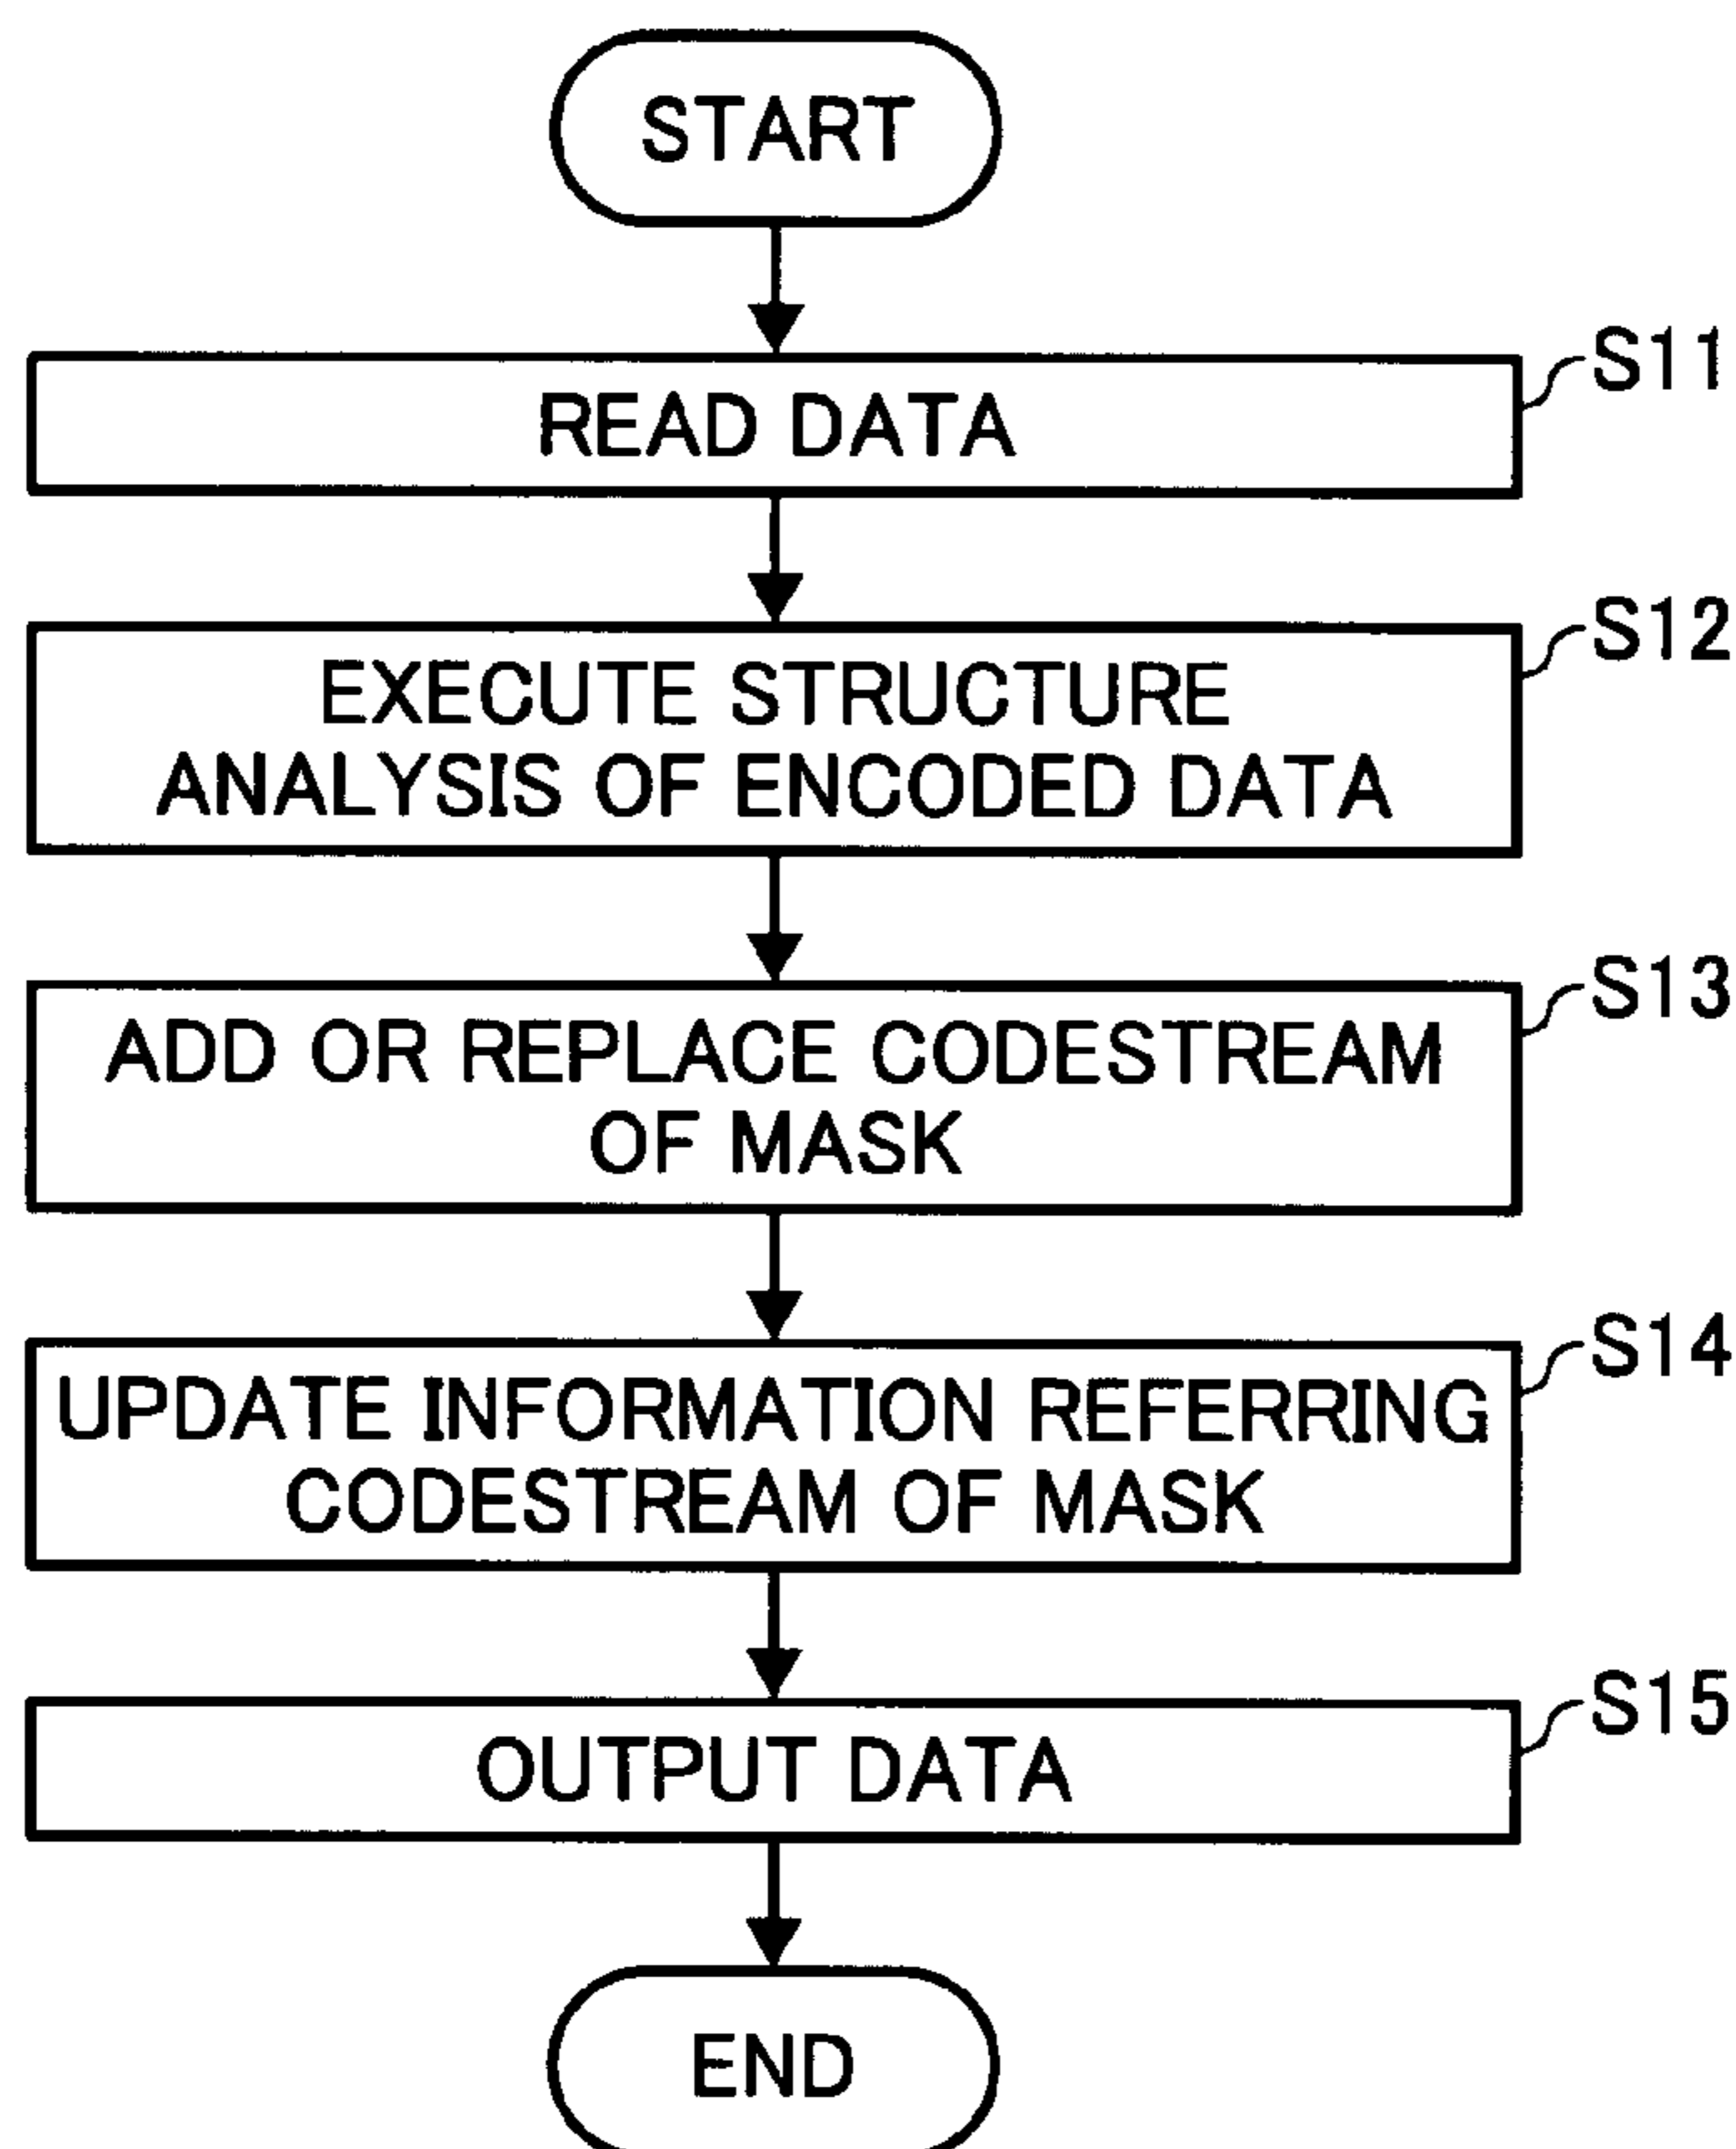 START
S11
READ DATA
S12
EXECUTE STRUCTURE
ANALYSIS OF ENCODED DATA
S13
ADD OR REPLACE CODESTREAM
OF MASK
S14
UPDATE INFORMATION REFERRING
CODESTREAM OF MASK
S15
OUTPUT DATA
END